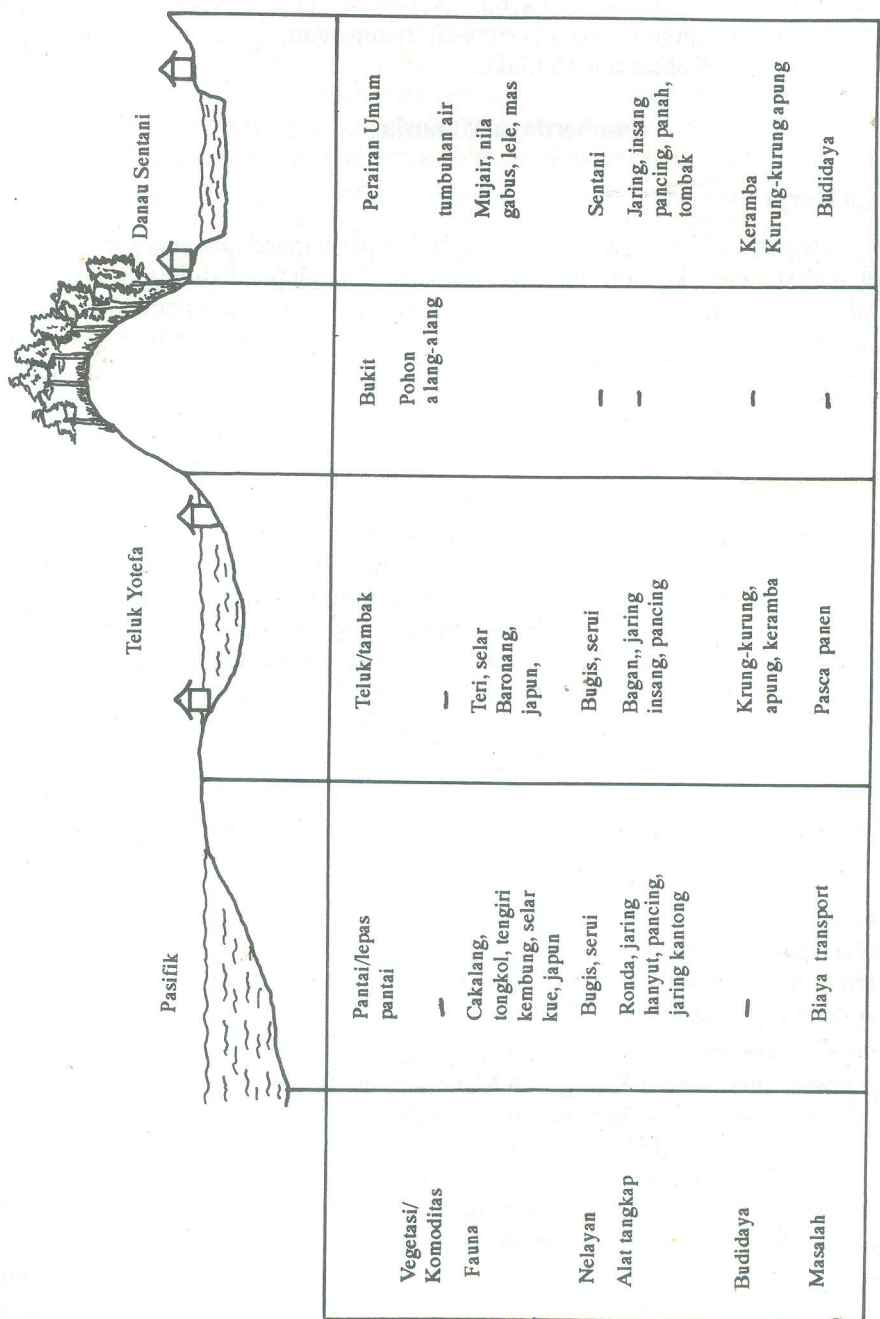 Pasifik
Teluk Yotefa
Danau Sentani
Pantai/lepas
pantai
Teluk/tambak
Bukit
Perairan Umum
Vegetasi/
Komoditas
–
–
Pohon
a lang-alang
tumbuhan air
Fauna
Cakalang,
tongkol, tengiri
kembung, selar
kue, japun
Teri, selar
Baronang,
japun,
Mujair, nila
gabus, lele, mas
Nelayan
Bugis, serui
Bugis, serui
–
Sentani
Alat tangkap
Ronda, jaring
hanyut, pancing,
jaring kantong
Bagan,, jaring
insang, pancing
–
Jaring, insang
pancing, panah,
tombak
Budidaya
–
Krung-kurung,
apung, keramba
–
Keramba
Kurung-kurung apung
Masalah
Biaya transport
Pasca panen
–
Badidaya